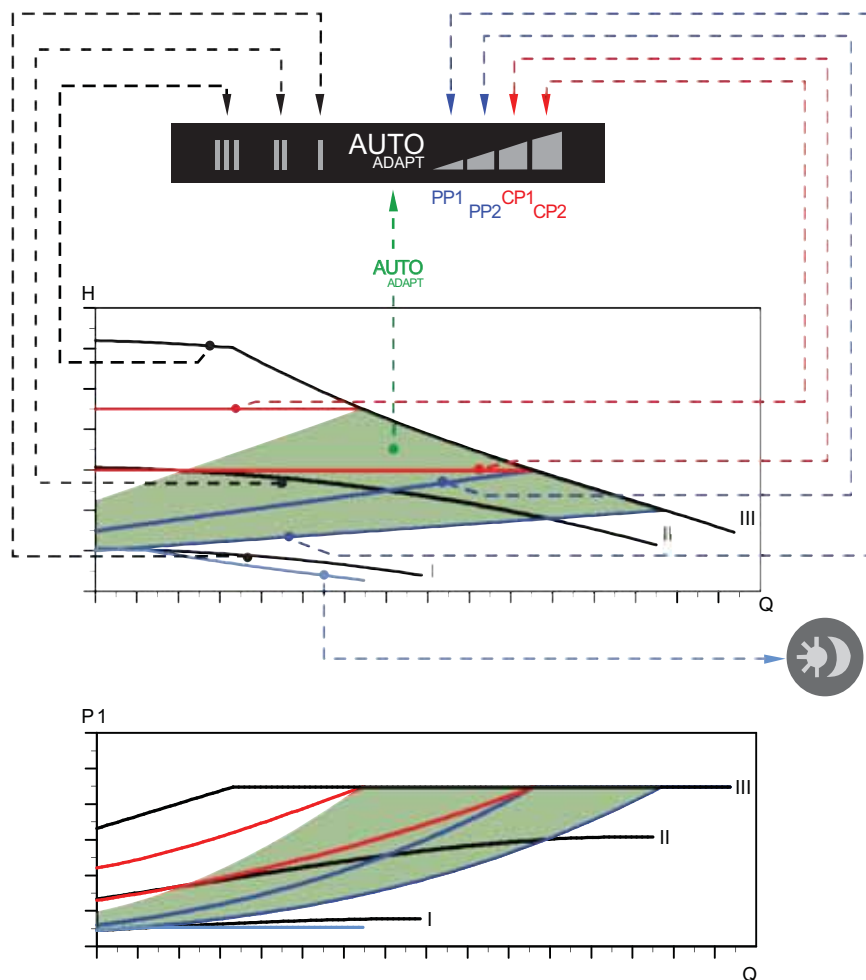 III II I AUTO
ADAPT
PP1 CP1
PP2 CP2
AUTO
ADAPT
H
III
II
I
Q
P1
III
II
I
Q